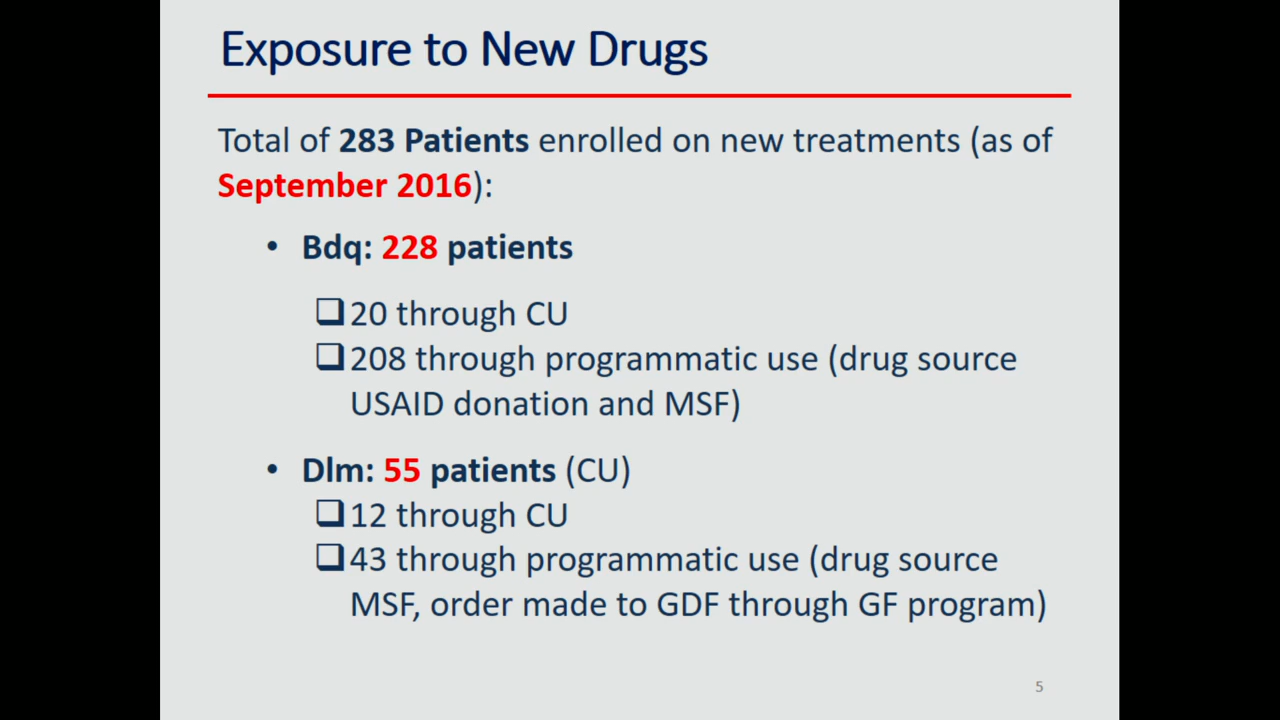 Exposure to New Drugs
Total of 283 Patients enrolled on new treatments (as of
September 2016):
• Bdq: 228 patients
❑20 through CU
❑208 through programmatic use (drug source
USAID donation and MSF)
• Dlm: 55 patients (CU)
❑12 through CU
❑43 through programmatic use (drug source
MSF, order made to GDF through GF program)
5